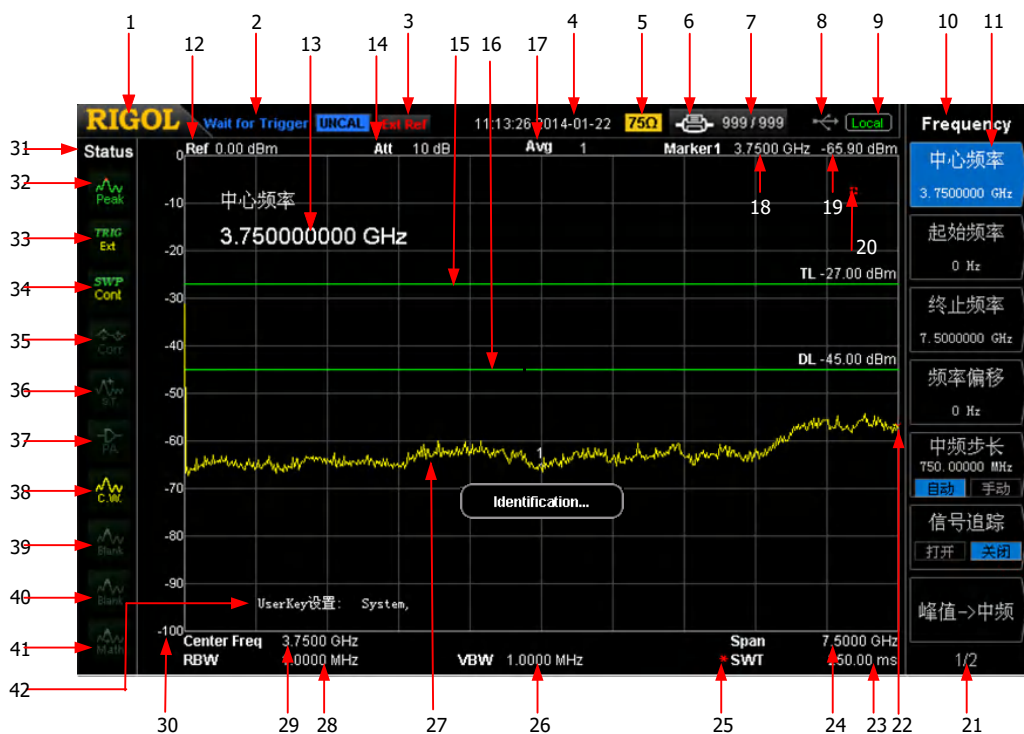 1 2 3 4 5 6 7 8 9 10 11
12 13 14 15 16 17
RIGOL Wait for Trigger UNCAL Ext Ref 11:13:26 2014-01-22 75Ω 999 / 999 Local Frequency
31 Status Ref 0.00 dBm Att 10 dB Avg 1 Marker1 3.7500 GHz -65.90 dBm
0
中心频率
3.7500000 GHz
32 Peak
-10
中心频率
3.750000000 GHz
18 19 20
33 TRIG
Ext
-20
起始频率
0 Hz
TL -27.00 dBm
34 SWP
Cont
-30
终止频率
7.5000000 GHz
35 Corr
-40
DL -45.00 dBm
36 S.T.
-50
频率偏移
0 Hz
37 PA
-60
1
中频步长
750.00000 MHz
自动 手动
38 C.W.
-70
Identification...
信号追踪
打开 关闭
39 Blank
-80
40 Blank
-90
UserKey设置: System,
峰值->中频
41 Math
-100
42
Center Freq 3.7500 GHz Span 7.5000 GHz
RBW VBW 1.0000 MHz SWT
1/2
30 29 28 27 26 25 24 23 22 21